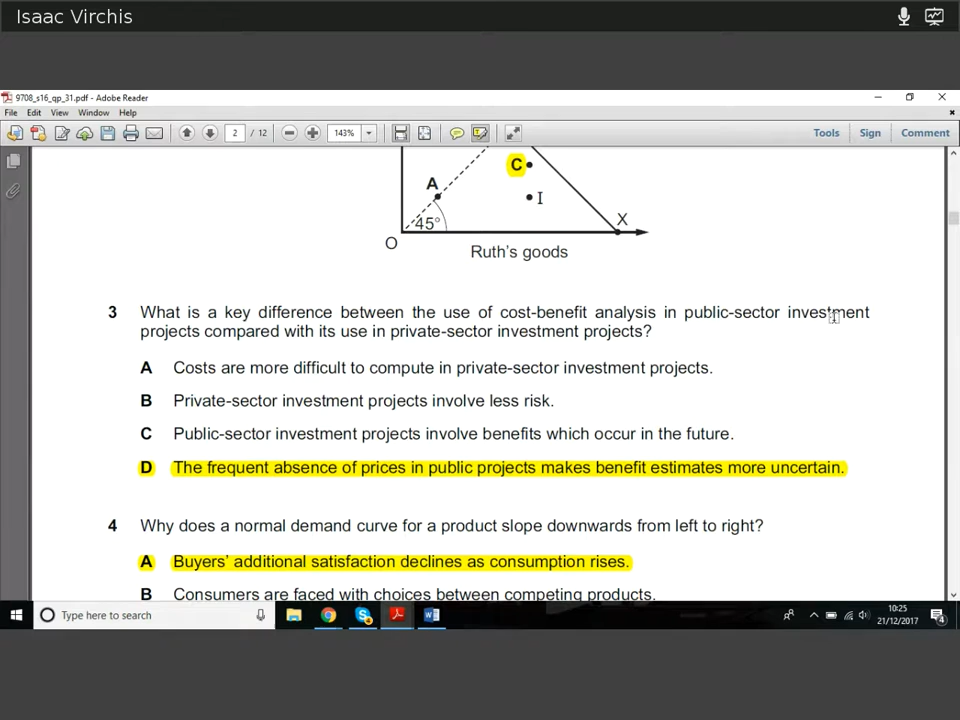 Isaac Virchis
9708_s16_qp_31.pdf - Adobe Reader
File Edit View Window Help
2 / 12 143% Tools Sign Comment
C
A
I
45°
X
O
Ruth's goods
3 What is a key difference between the use of cost-benefit analysis in public-sector investment
projects compared with its use in private-sector investment projects?
A Costs are more difficult to compute in private-sector investment projects.
B Private-sector investment projects involve less risk.
C Public-sector investment projects involve benefits which occur in the future.
D The frequent absence of prices in public projects makes benefit estimates more uncertain.
4 Why does a normal demand curve for a product slope downwards from left to right?
A Buyers' additional satisfaction declines as consumption rises.
B Consumers are faced with choices between competing products.
Type here to search
10:25
21/12/2017
4